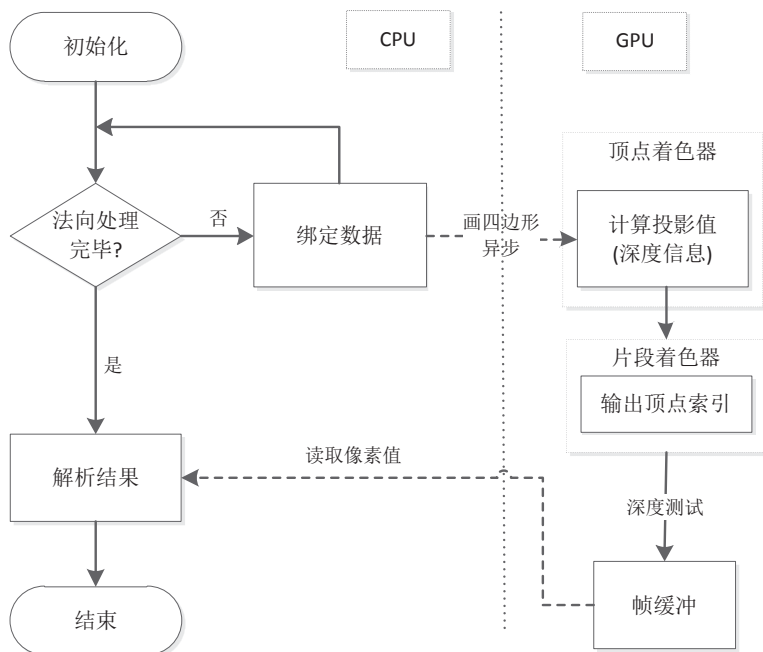 初始化
CPU
GPU
法向处理
完毕?
否
绑定数据
画四边形
异步
顶点着色器
计算投影值
(深度信息)
片段着色器
输出顶点索引
是
解析结果
读取像素值
深度测试
帧缓冲
结束